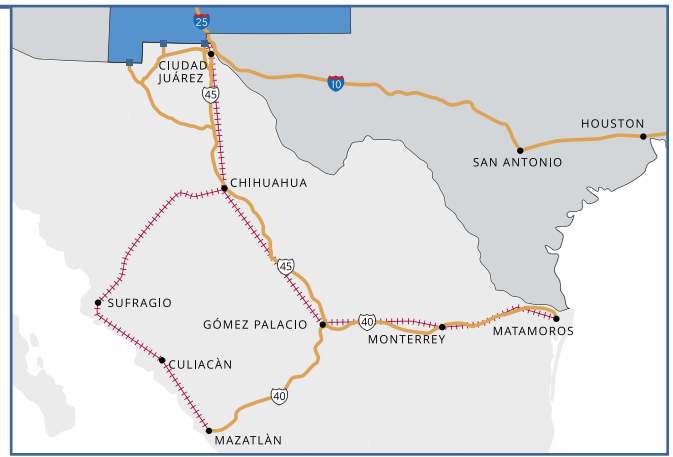 25
CIUDAD
JUÁREZ
45
10
HOUSTON
SAN ANTONIO
CHIHUAHUA
45
SUFRAGIO
GÓMEZ PALACIO
40
MONTERREY
MATAMOROS
CULIACÀN
40
MAZATLÀN